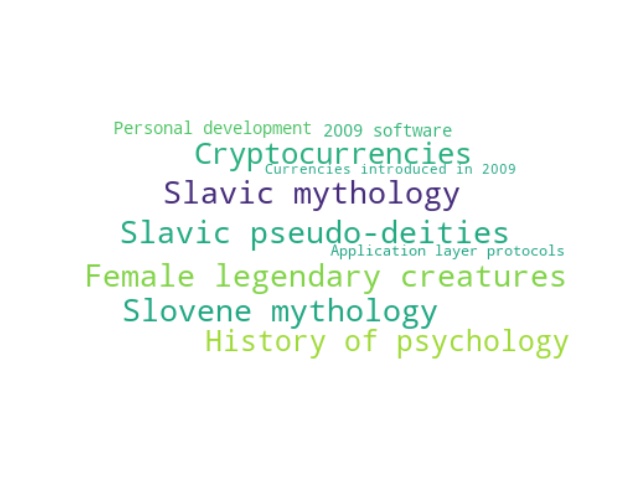 Personal development
2009 software
Cryptocurrencies
Currencies introduced in 2009
Slavic mythology
Slavic pseudo-deities
Application layer protocols
Female legendary creatures
Slovene mythology
History of psychology